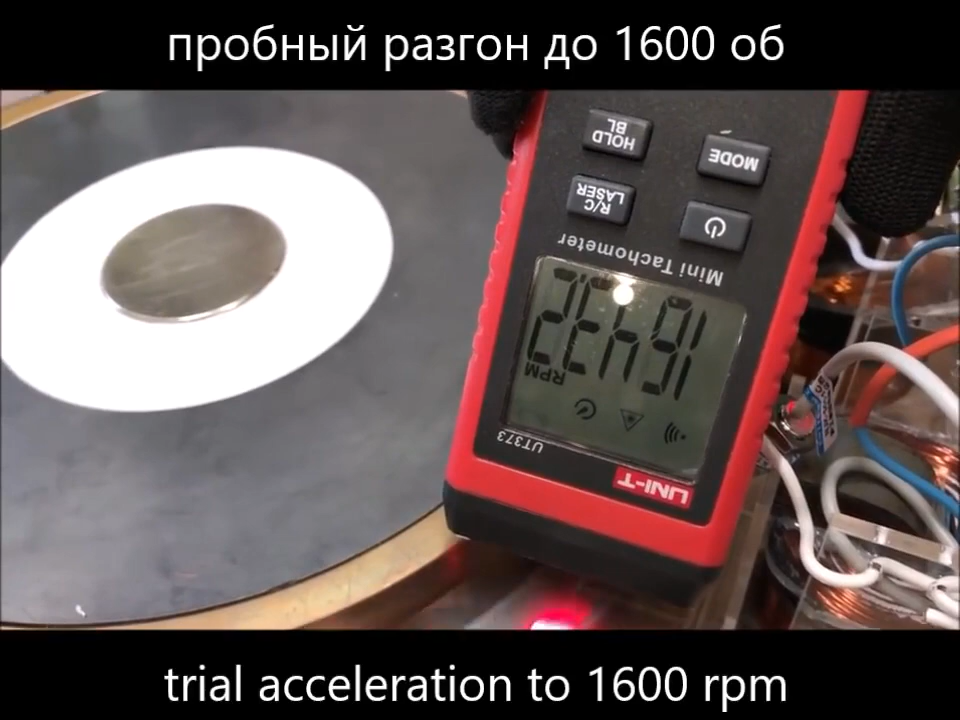 пробный разгон до 1600 об
HOLD
BL
MODE
R/C
LASER
Mini Tachometer
RPM
UT373
UNI-T
trial acceleration to 1600 rpm